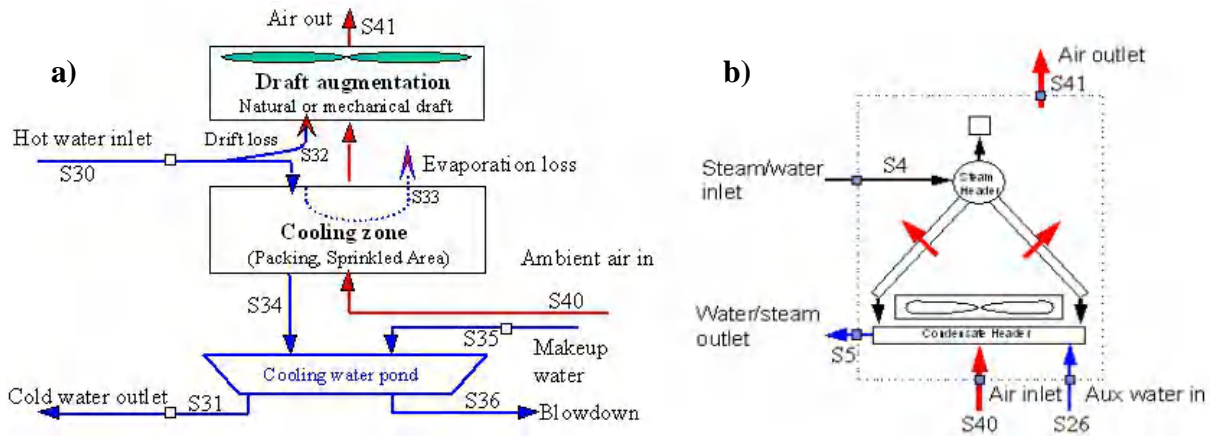 a)
Air out
S41
Draft augmentation
Natural or mechanical draft
Hot water inlet
Drift loss
S30
S32
Evaporation loss
S33
Cooling zone
(Packing, Sprinkled Area)
Ambient air in
S34
S40
S35
Makeup
water
Cooling water pond
Cold water outlet
S31
S36
Blowdown
b)
Air outlet
S41
Steam/water
inlet
S4
Steam
Header
Water/steam
outlet
S5
Condensate Header
Air inlet
Aux water in
S40
S26